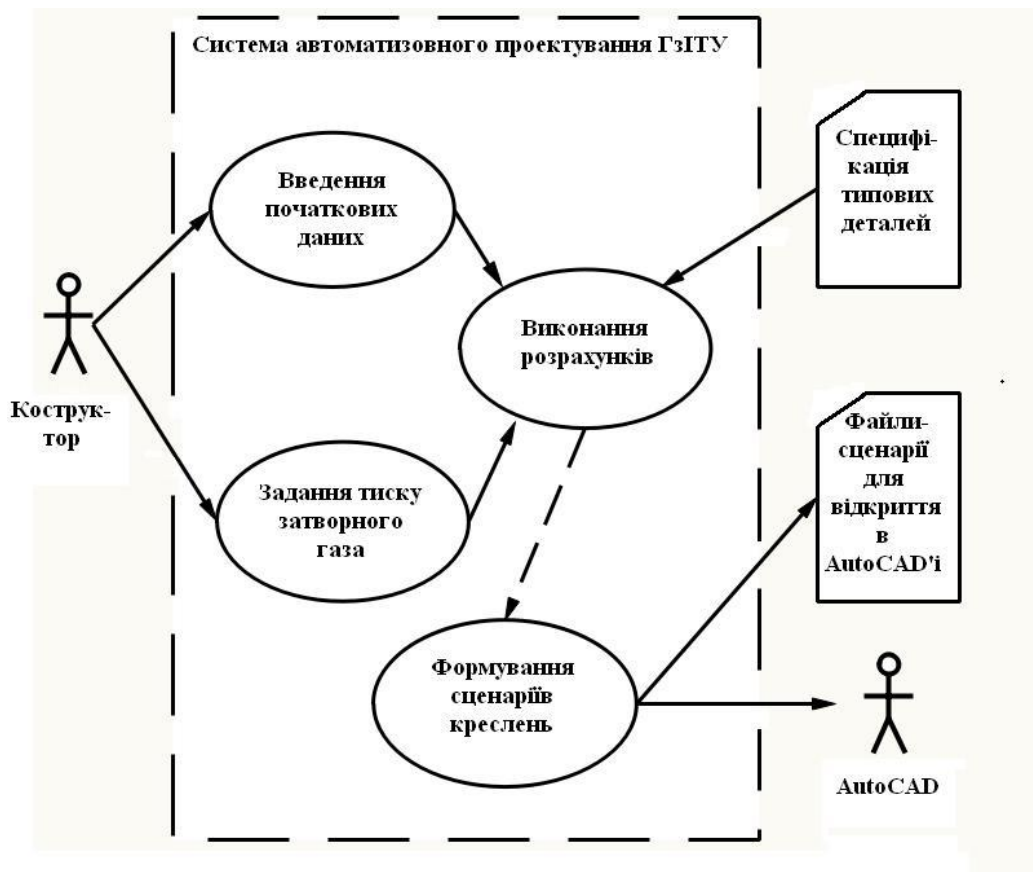 Система автоматизовного проектування ГзІТУ
Введення
початкових
даних
Специфі-
кація
типових
деталей
Виконання
розрахунків
Кострук-
тор
Задання тиску
затворного
газа
Файли-
сценарії
для
відкриття
в
AutoCAD'і
Формування
сценаріїв
креслень
AutoCAD